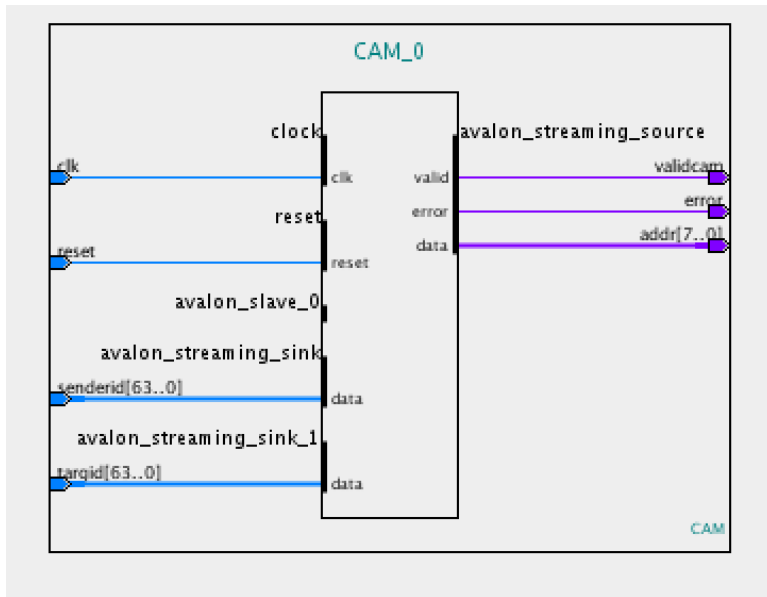 CAM_0
clock
avalon_streaming_source
clk
validcam
clk
valid
error
reset
error
addr[7..0]
data
reset
reset
avalon_slave_0
avalon_streaming_sink
senderid[63..0]
data
avalon_streaming_sink_1
targid[63..0]
data
CAM